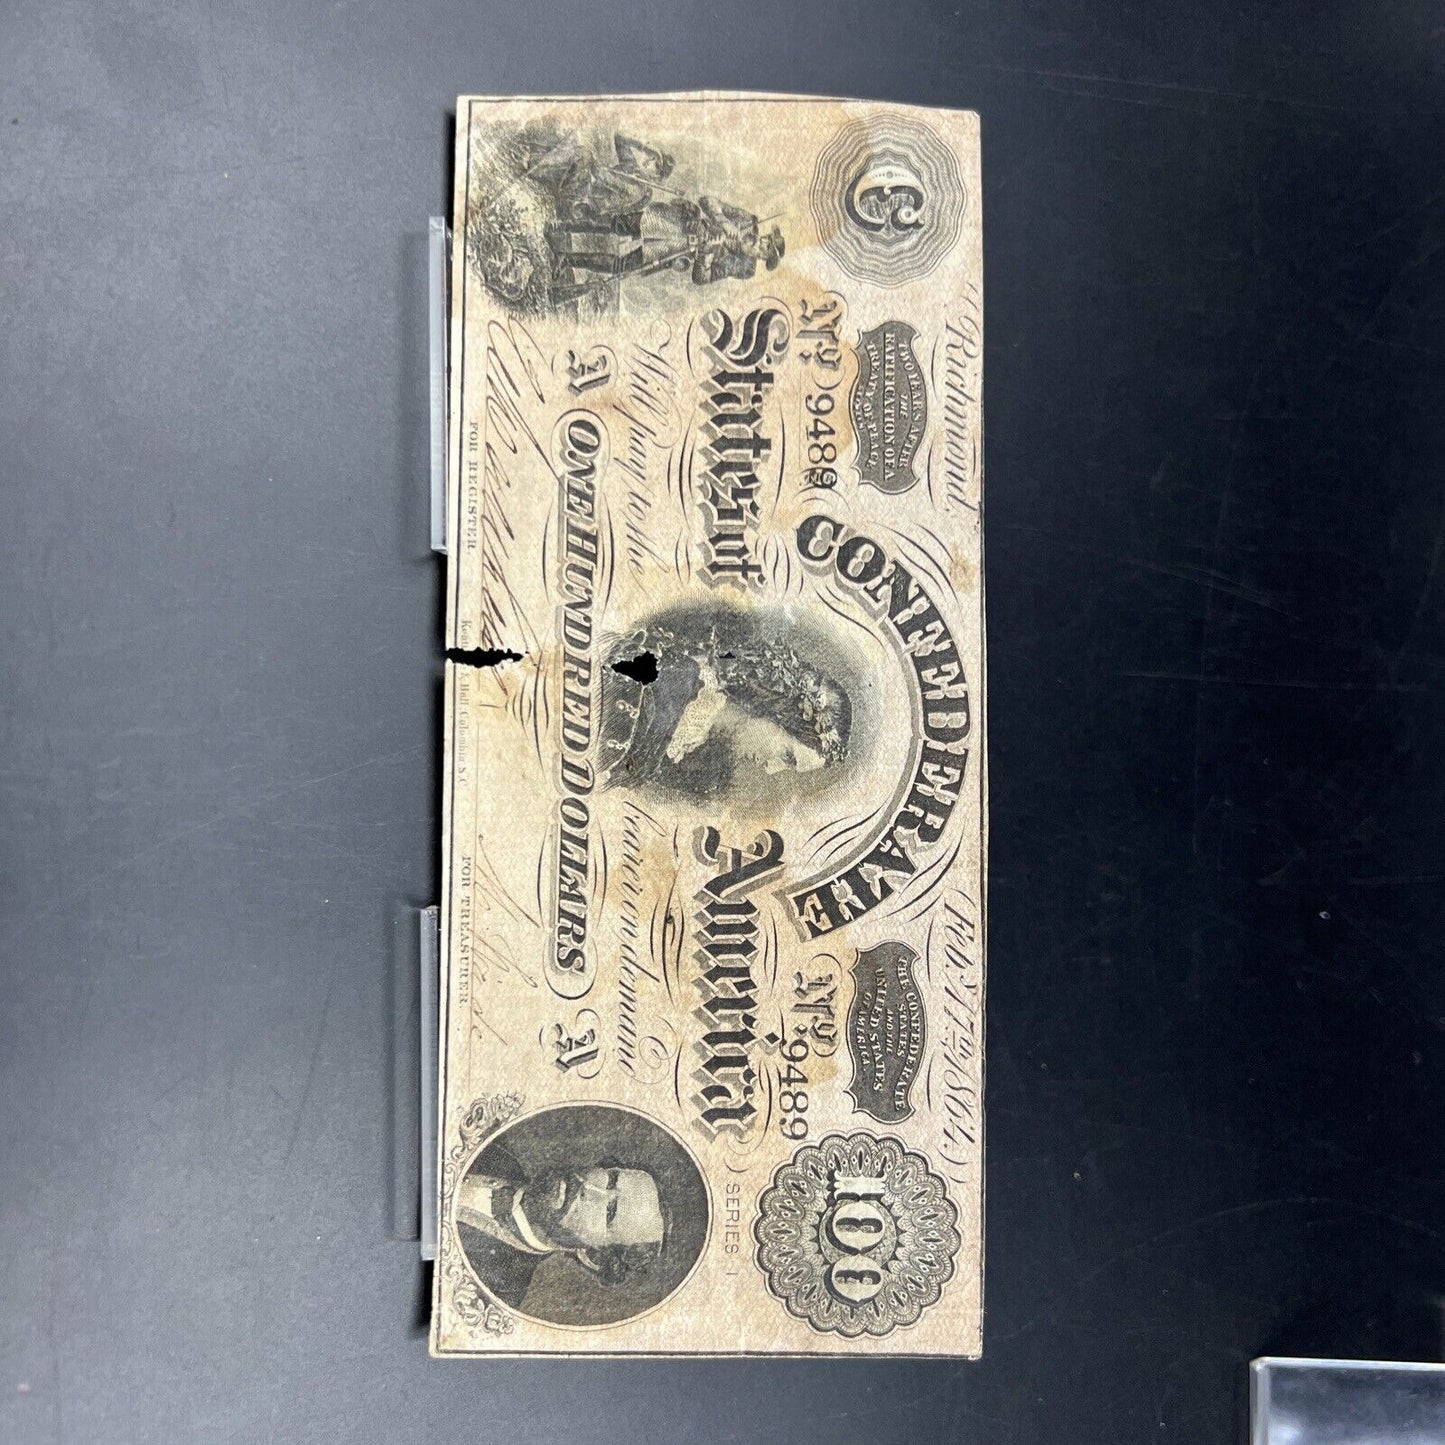 Richmond, Feb.y 17th 1864.
C
TWO YEARS AFTER
THE
RATIFICATION OF A
TREATY OF PEACE
CONFEDERATE
THE CONFEDERATE
STATES
AND THE
UNITED STATES
OF AMERICA
100
No 9489
No 9489
States of America
SERIES 1
Will pay to the bearer on demand
A ONE HUNDRED DOLLARS A
FOR REGISTER
FOR TREASURER
Ball Columbia S.C.